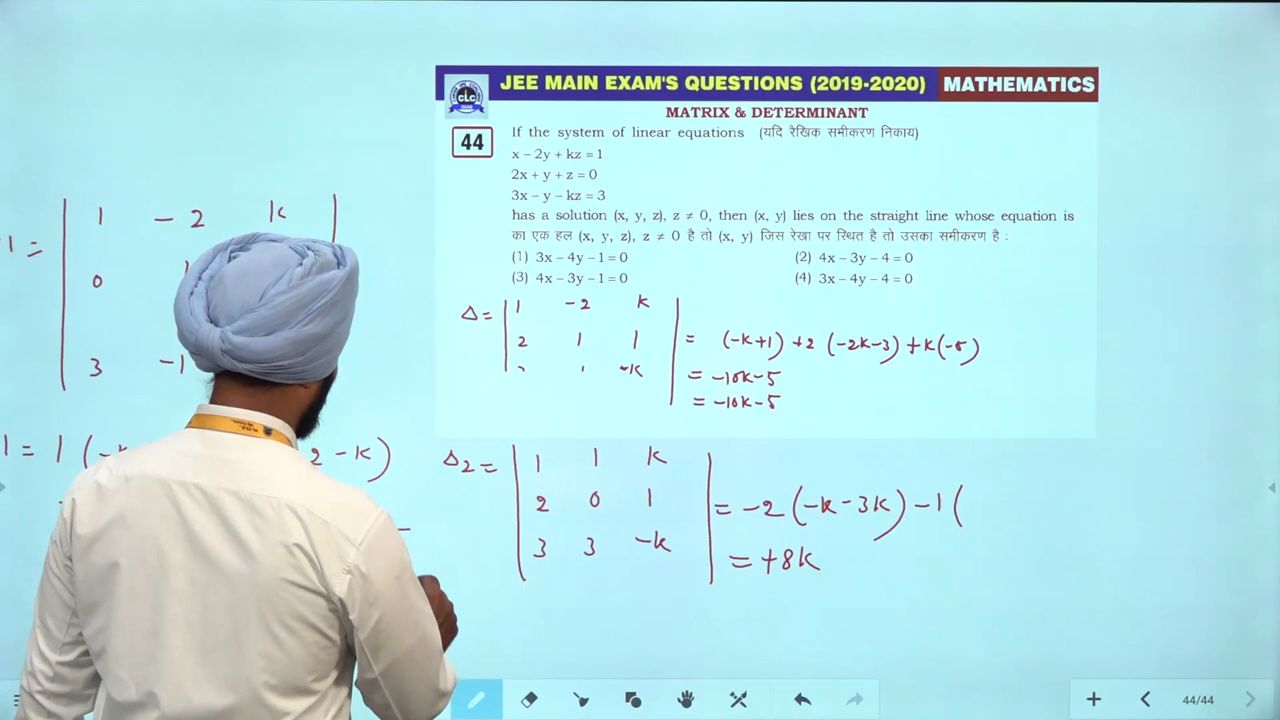 JEE MAIN EXAM'S QUESTIONS (2019-2020) MATHEMATICS
CLC
MATRIX & DETERMINANT
44
If the system of linear equations (यदि रेखिक समीकरण निकाय)
x – 2y + kz = 1
2x + y + z = 0
3x – y – kz = 3
has a solution (x, y, z), z ≠ 0, then (x, y) lies on the straight line whose equation is
का एक हल (x, y, z), z ≠ 0 है तो (x, y) जिस रेखा पर स्थित है तो उसका समीकरण है :
(1) 3x – 4y – 1 = 0 (2) 4x – 3y – 4 = 0
(3) 4x – 3y – 1 = 0 (4) 3x – 4y – 4 = 0
1 = | 1 -2 k |
0
3 -1
1 = 1 (-k 2 - k)
Δ = | 1 -2 k |
2 1 1 = (-k+1) +2 (-2k-3) + k(-5)
-k = -10k-5
= -10k-5
Δ2 = | 1 1 k |
2 0 1 = -2 (-k-3k) -1 (
3 3 -k
= +8k
44/44